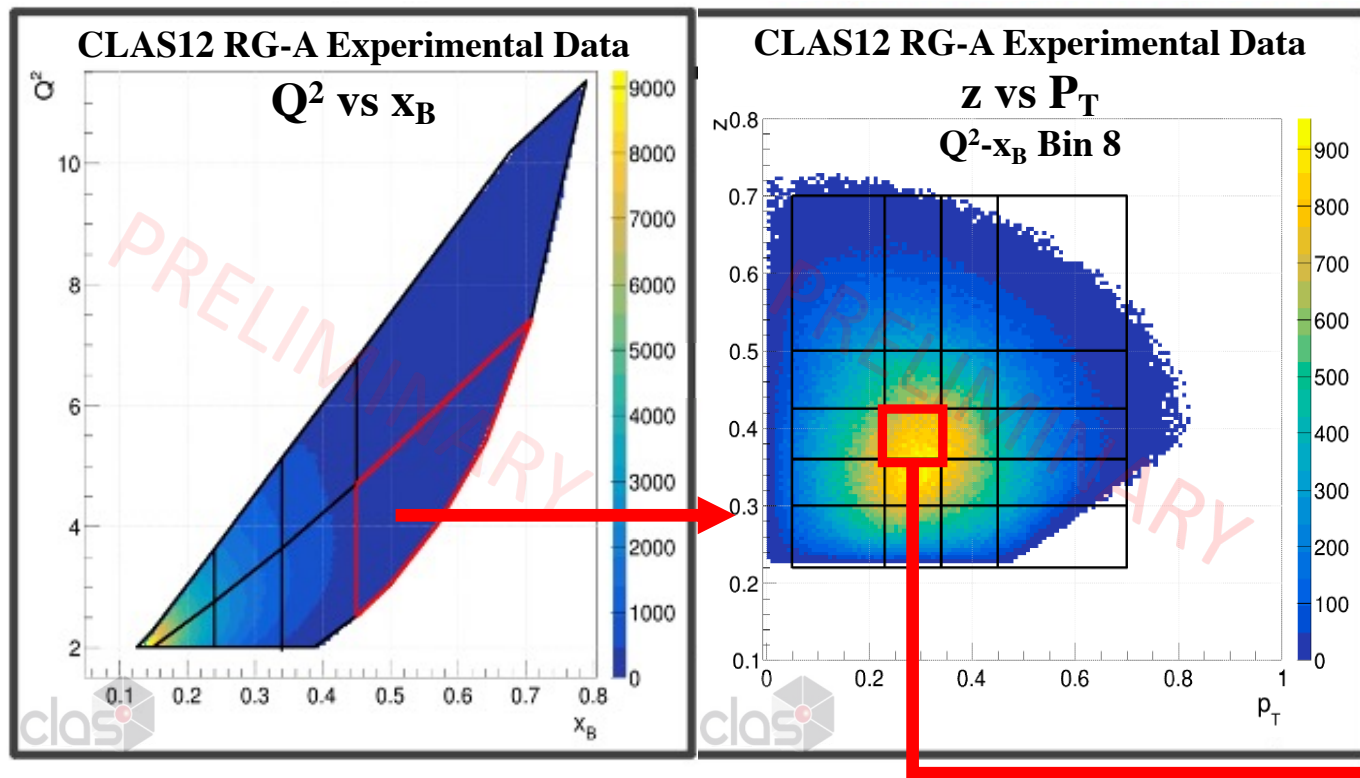 CLAS12 RG-A Experimental Data
Q² vs x_B
Q²
9000
8000
7000
6000
5000
4000
3000
2000
1000
0
10
8
6
4
2
0.1 0.2 0.3 0.4 0.5 0.6 0.7 0.8
x_B
PRELIMINARY
clas
CLAS12 RG-A Experimental Data
z vs P_T
Q²-x_B Bin 8
z
0.8
0.7
0.6
0.5
0.4
0.3
0.2
0.1
900
800
700
600
500
400
300
200
100
0
0 0.2 0.4 0.6 0.8 1
p_T
PRELIMINARY
clas